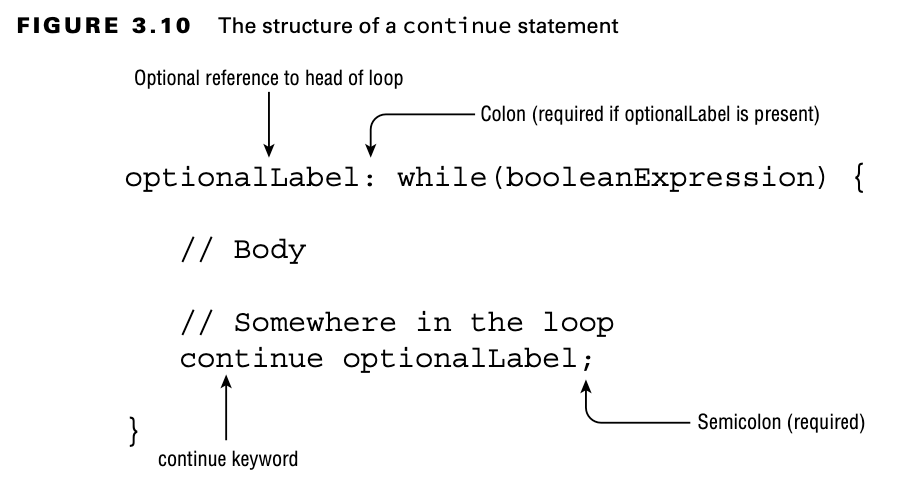 FIGURE 3.10 The structure of a continue statement
Optional reference to head of loop
Colon (required if optionalLabel is present)
optionalLabel: while(booleanExpression) {
// Body
// Somewhere in the loop
continue optionalLabel;
Semicolon (required)
}
continue keyword